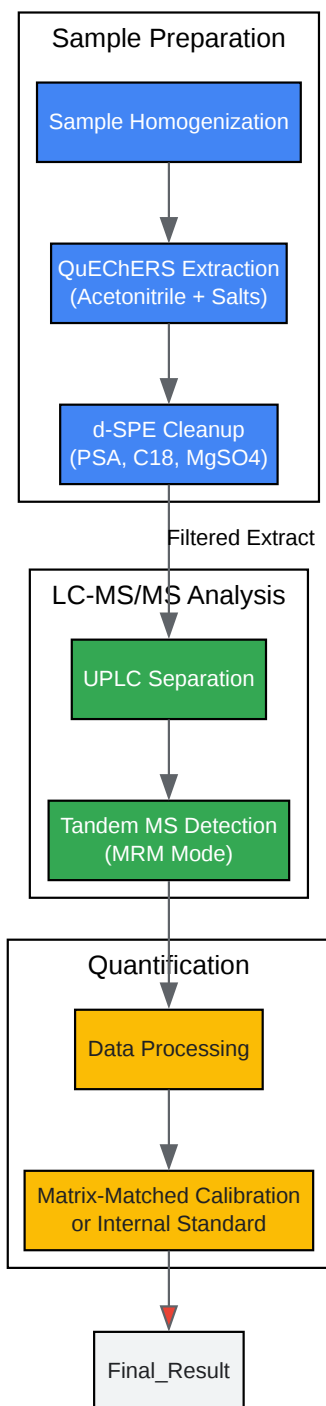 Sample Preparation
Sample Homogenization
QuEChERS Extraction
(Acetonitrile + Salts)
d-SPE Cleanup
(PSA, C18, MgSO4)
Filtered Extract
LC-MS/MS Analysis
UPLC Separation
Tandem MS Detection
(MRM Mode)
Quantification
Data Processing
Matrix-Matched Calibration
or Internal Standard
Final_Result